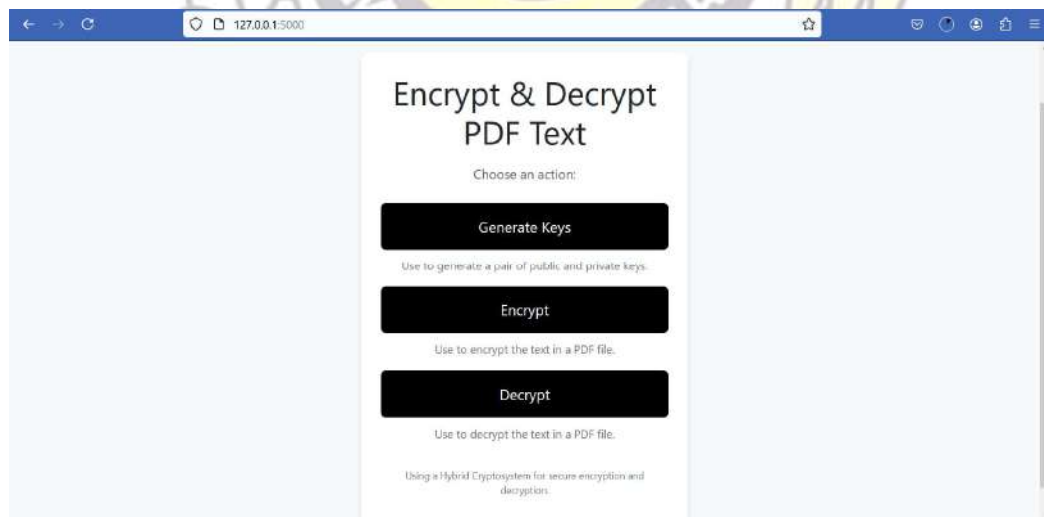 127.0.0.1:5000
Encrypt & Decrypt
PDF Text
Choose an action:
Generate Keys
Use to generate a pair of public and private keys.
Encrypt
Use to encrypt the text in a PDF file.
Decrypt
Use to decrypt the text in a PDF file.
Using a Hybrid Cryptosystem for secure encryption and
decryption.